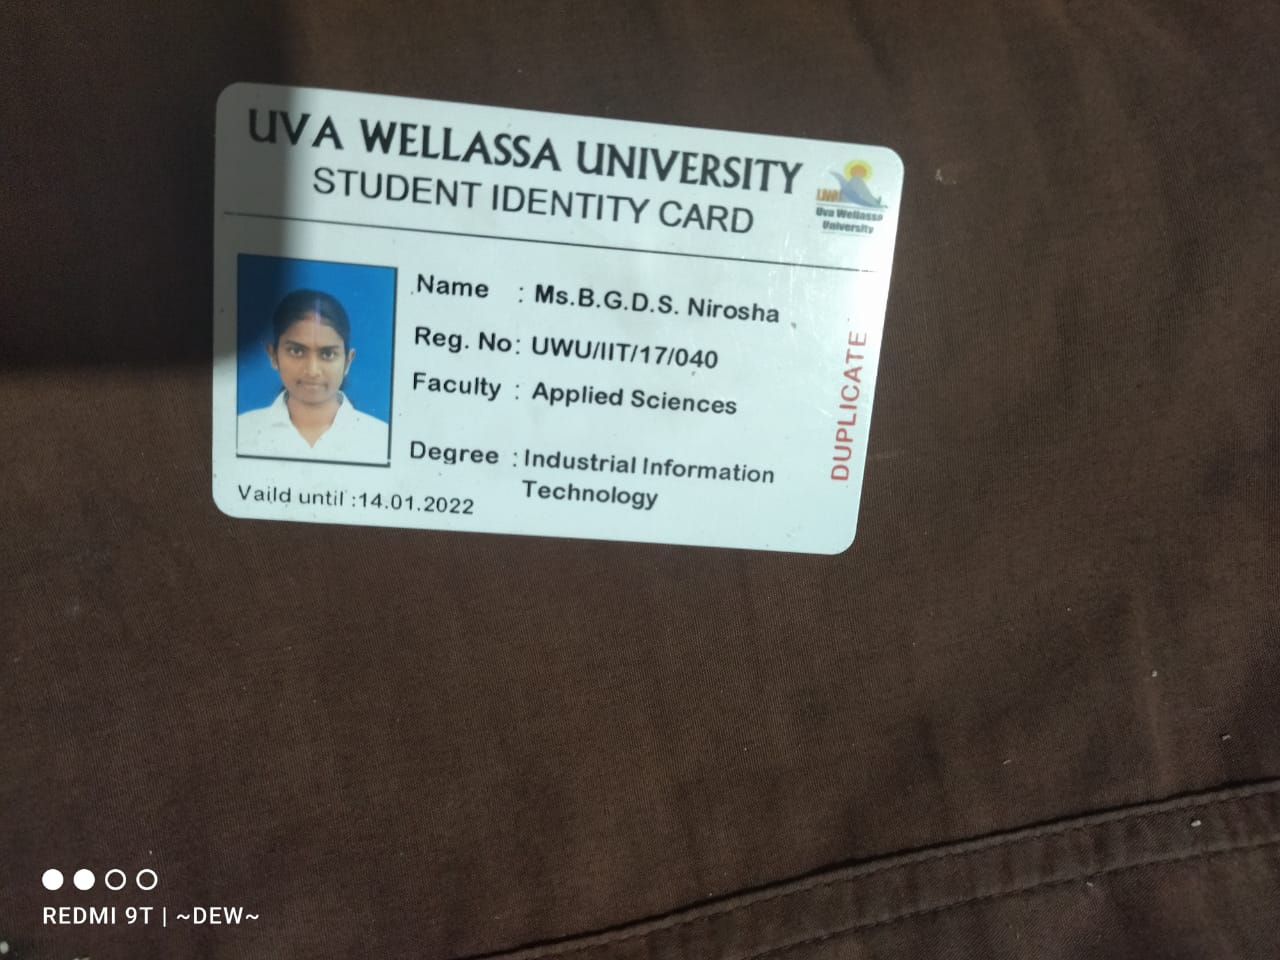 UVA WELLASSA UNIVERSITY
STUDENT IDENTITY CARD
Uva Wellassa
University
Name : Ms.B.G.D.S. Nirosha
Reg. No: UWU/IIT/17/040
Faculty : Applied Sciences
Degree : Industrial Information
Technology
Vaild until :14.01.2022
DUPLICATE
REDMI 9T | ~DEW~